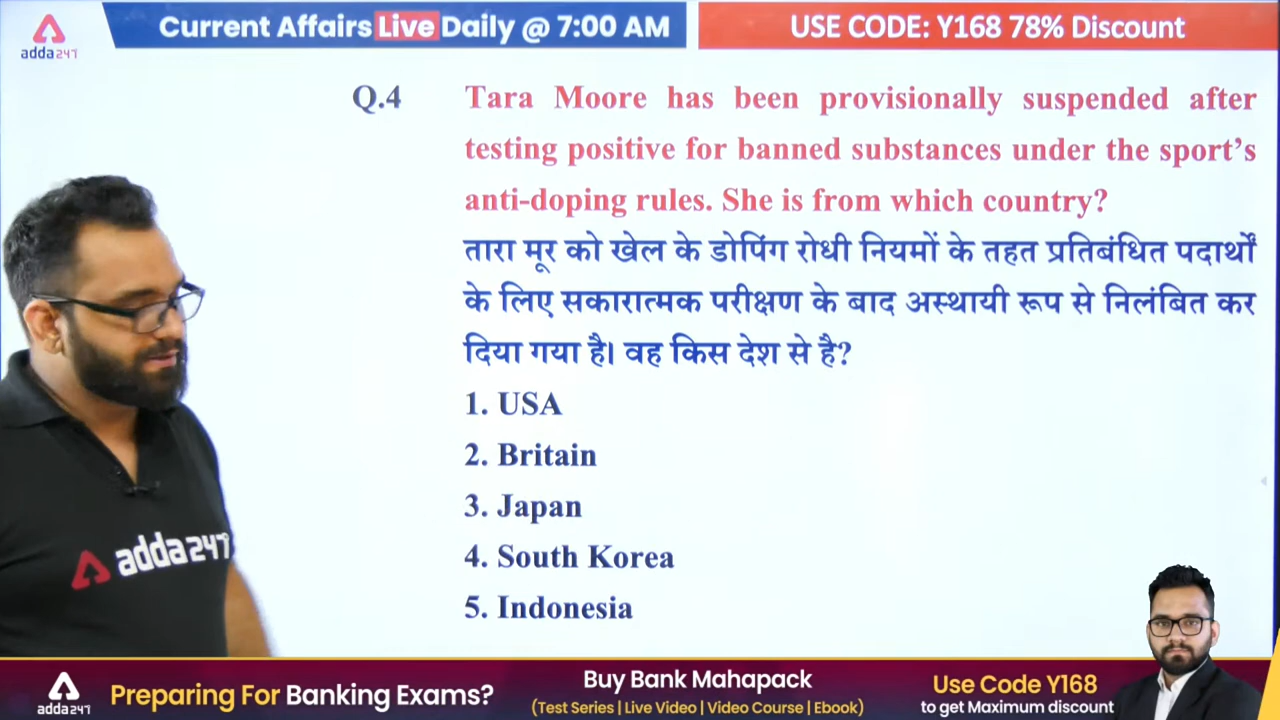 Current Affairs Live Daily @ 7:00 AM
USE CODE: Y168 78% Discount
adda247
Q.4 Tara Moore has been provisionally suspended after
testing positive for banned substances under the sport's
anti-doping rules. She is from which country?
तारा मूर को खेल के डोपिंग रोधी नियमों के तहत प्रतिबंधित पदार्थों
के लिए सकारात्मक परीक्षण के बाद अस्थायी रूप से निलंबित कर
दिया गया है। वह किस देश से है?
1. USA
2. Britain
3. Japan
4. South Korea
5. Indonesia
adda247
adda247
Preparing For Banking Exams?
Buy Bank Mahapack
(Test Series | Live Video | Video Course | Ebook)
Use Code Y168
to get Maximum discount